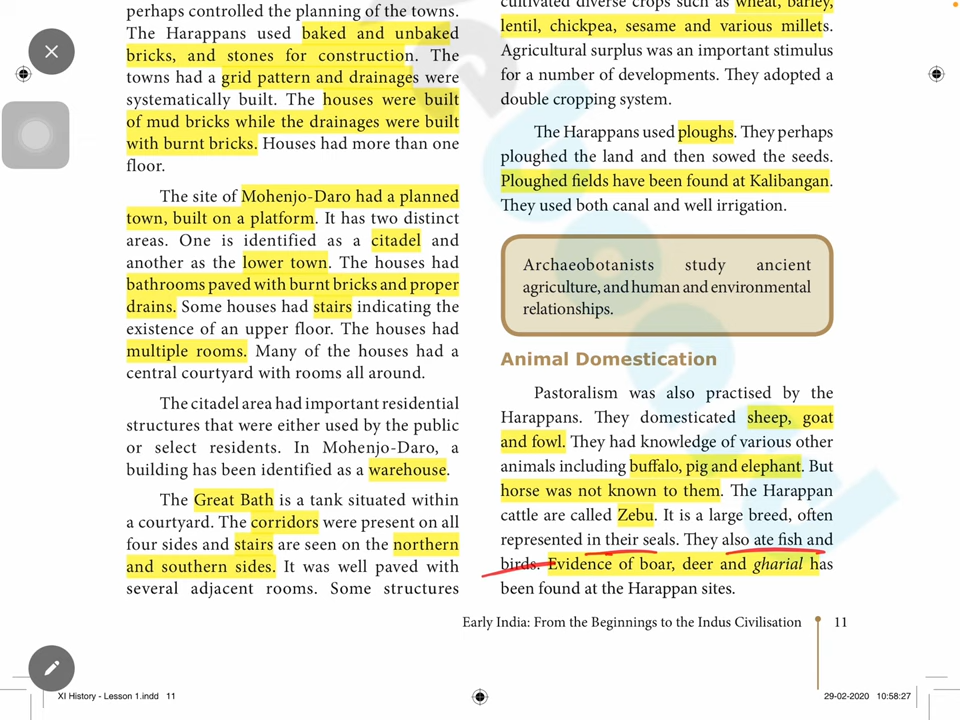 perhaps controlled the planning of the towns.
The Harappans used baked and unbaked
bricks, and stones for construction. The
towns had a grid pattern and drainages were
systematically built. The houses were built
of mud bricks while the drainages were built
with burnt bricks. Houses had more than one
floor.
The site of Mohenjo-Daro had a planned
town, built on a platform. It has two distinct
areas. One is identified as a citadel and
another as the lower town. The houses had
bathrooms paved with burnt bricks and proper
drains. Some houses had stairs indicating the
existence of an upper floor. The houses had
multiple rooms. Many of the houses had a
central courtyard with rooms all around.
The citadel area had important residential
structures that were either used by the public
or select residents. In Mohenjo-Daro, a
building has been identified as a warehouse.
The Great Bath is a tank situated within
a courtyard. The corridors were present on all
four sides and stairs are seen on the northern
and southern sides. It was well paved with
several adjacent rooms. Some structures
cultivated diverse crops such as wheat, barley,
lentil, chickpea, sesame and various millets.
Agricultural surplus was an important stimulus
for a number of developments. They adopted a
double cropping system.
The Harappans used ploughs. They perhaps
ploughed the land and then sowed the seeds.
Ploughed fields have been found at Kalibangan.
They used both canal and well irrigation.
Archaeobotanists study ancient
agriculture, and human and environmental
relationships.
Animal Domestication
Pastoralism was also practised by the
Harappans. They domesticated sheep, goat
and fowl. They had knowledge of various other
animals including buffalo, pig and elephant. But
horse was not known to them. The Harappan
cattle are called Zebu. It is a large breed, often
represented in their seals. They also ate fish and
birds. Evidence of boar, deer and gharial has
been found at the Harappan sites.
Early India: From the Beginnings to the Indus Civilisation 11
XI History - Lesson 1.indd 11
29-02-2020 10:58:27